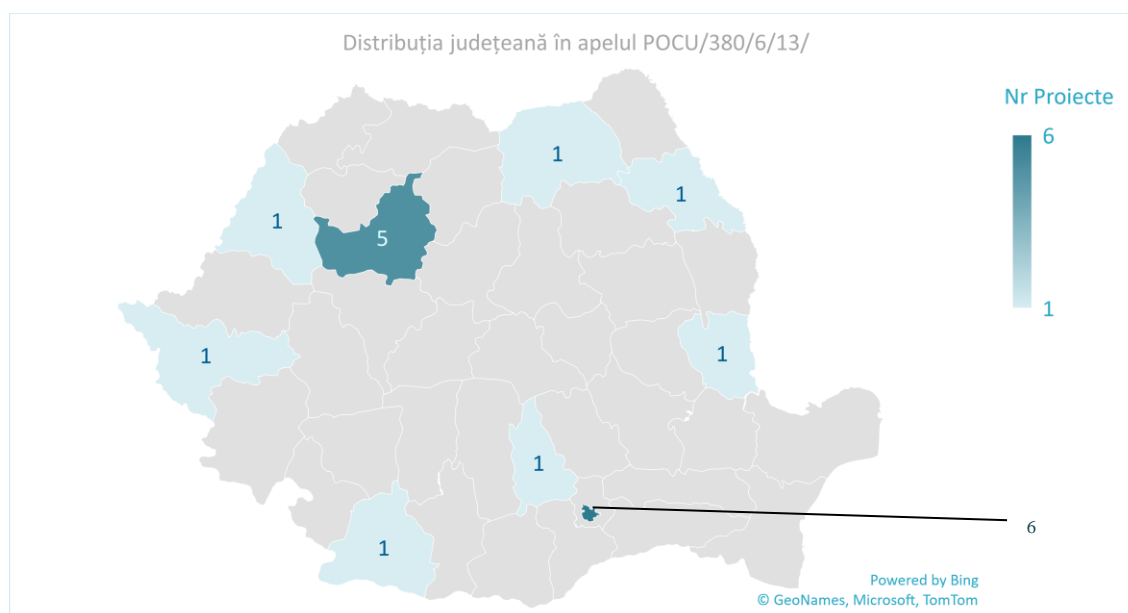 Distribuția județeană în apelul POCU/380/6/13/
Nr Proiecte
6
1
1
1
1
5
1
1
1
1
6
Powered by Bing
© GeoNames, Microsoft, TomTom